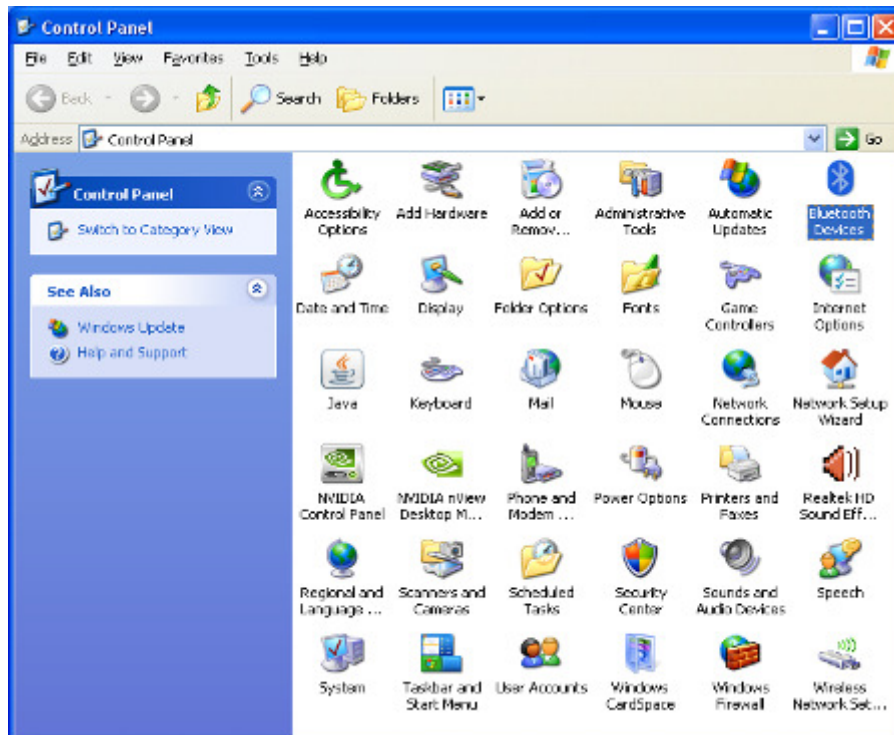 Control Panel
File Edit View Favorites Tools Help
Back Search Folders
Address Control Panel Go
Control Panel
Switch to Category View
See Also
Windows Update
Help and Support
Accessibility Options
Add Hardware
Add or Remov...
Administrative Tools
Automatic Updates
Bluetooth Devices
Date and Time
Display
Folder Options
Fonts
Game Controllers
Internet Options
Java
Keyboard
Mail
Mouse
Network Connections
Network Setup Wizard
NVIDIA Control Panel
NVIDIA nView Desktop M...
Phone and Modem ...
Power Options
Printers and Faxes
Realtek HD Sound Eff...
Regional and Language ...
Scanners and Cameras
Scheduled Tasks
Security Center
Sounds and Audio Devices
Speech
System
Taskbar and Start Menu
User Accounts
Windows CardSpace
Windows Firewall
Wireless Network Set...